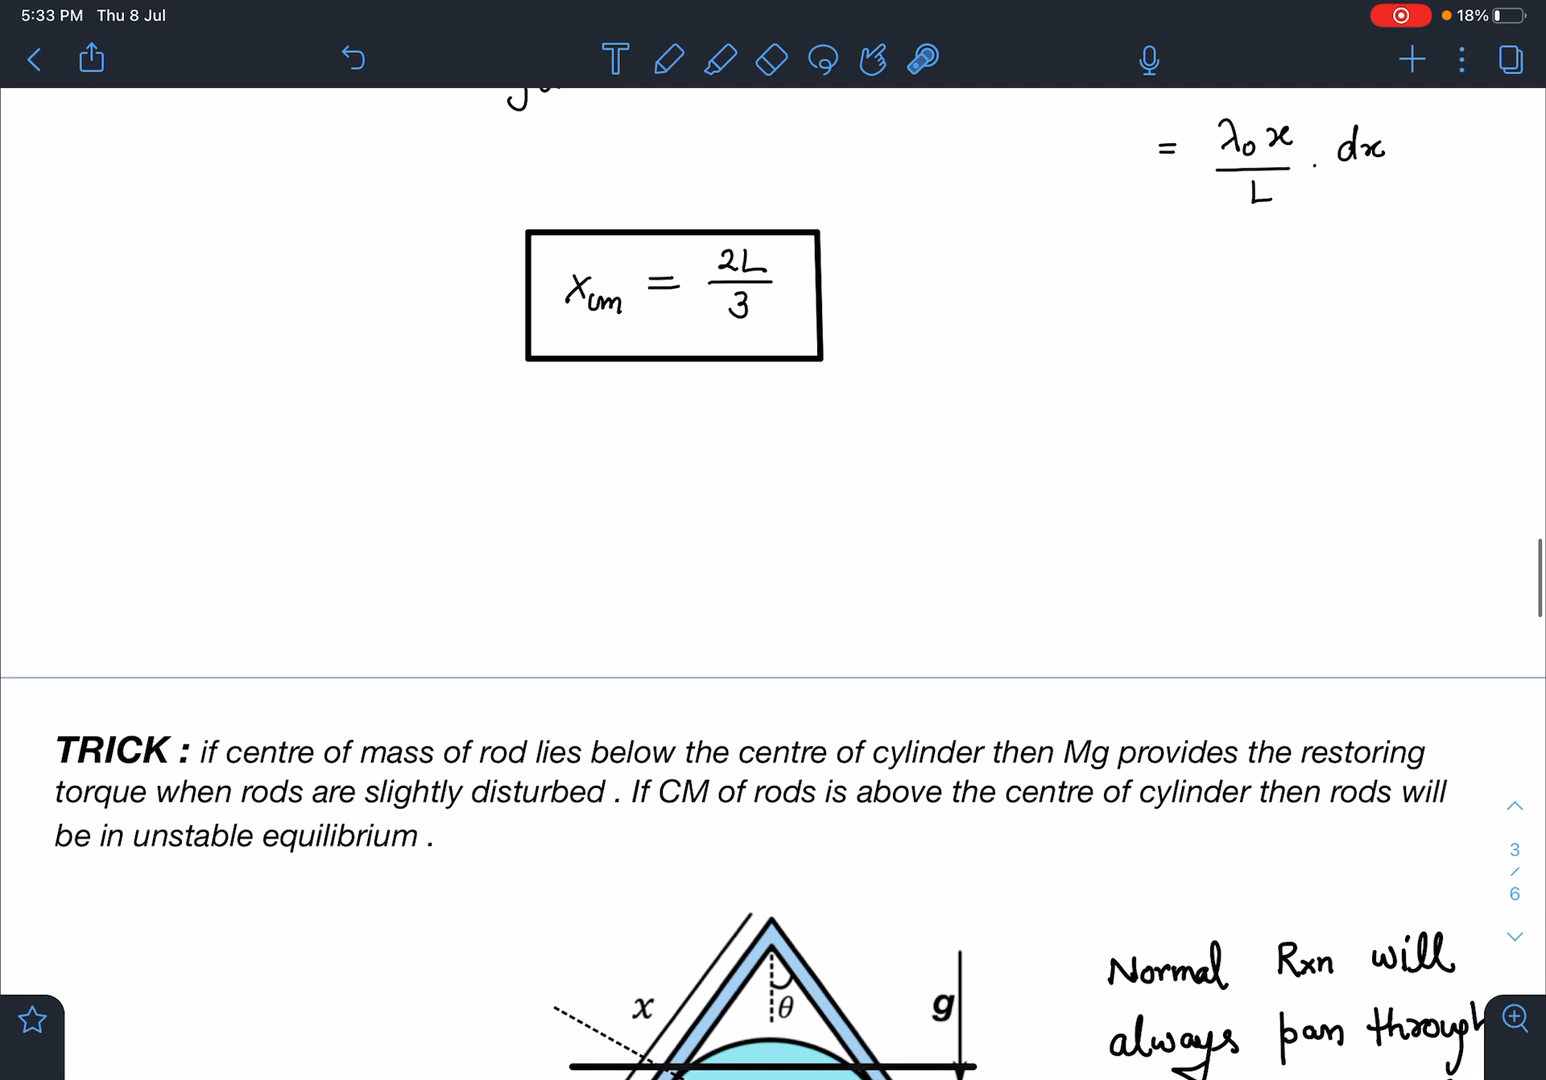 5:33 PM Thu 8 Jul
18%
T
= λ₀x / L . dx
x_cm = 2L / 3
TRICK : if centre of mass of rod lies below the centre of cylinder then Mg provides the restoring
torque when rods are slightly disturbed . If CM of rods is above the centre of cylinder then rods will
be in unstable equilibrium .
3
/
6
x
θ
g
Normal Rxn will
always pass through